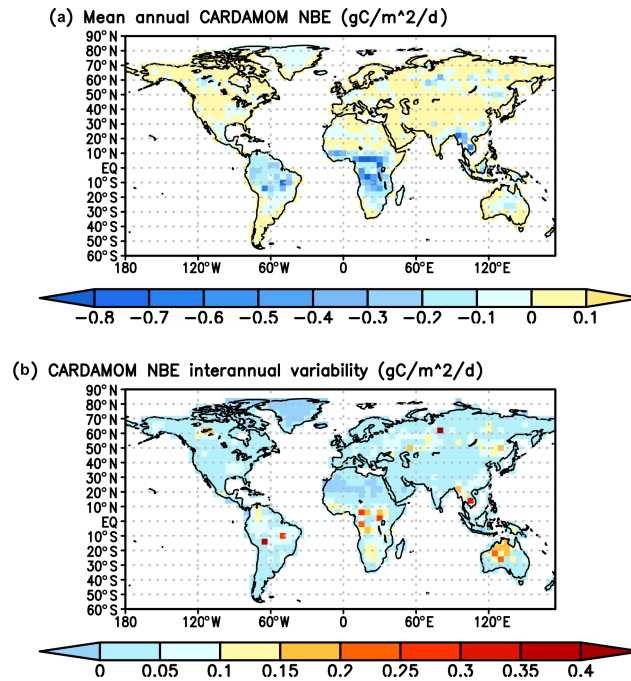 (a) Mean annual CARDAMOM NBE (gC/m^2/d)
90°N
80°N
70°N
60°N
50°N
40°N
30°N
20°N
10°N
EQ
10°S
20°S
30°S
40°S
50°S
60°S
180 120°W 60°W 0 60°E 120°E
−0.8 −0.7 −0.6 −0.5 −0.4 −0.3 −0.2 −0.1 0 0.1
(b) CARDAMOM NBE interannual variability (gC/m^2/d)
90°N
80°N
70°N
60°N
50°N
40°N
30°N
20°N
10°N
EQ
10°S
20°S
30°S
40°S
50°S
60°S
180 120°W 60°W 0 60°E 120°E
0 0.05 0.1 0.15 0.2 0.25 0.3 0.35 0.4